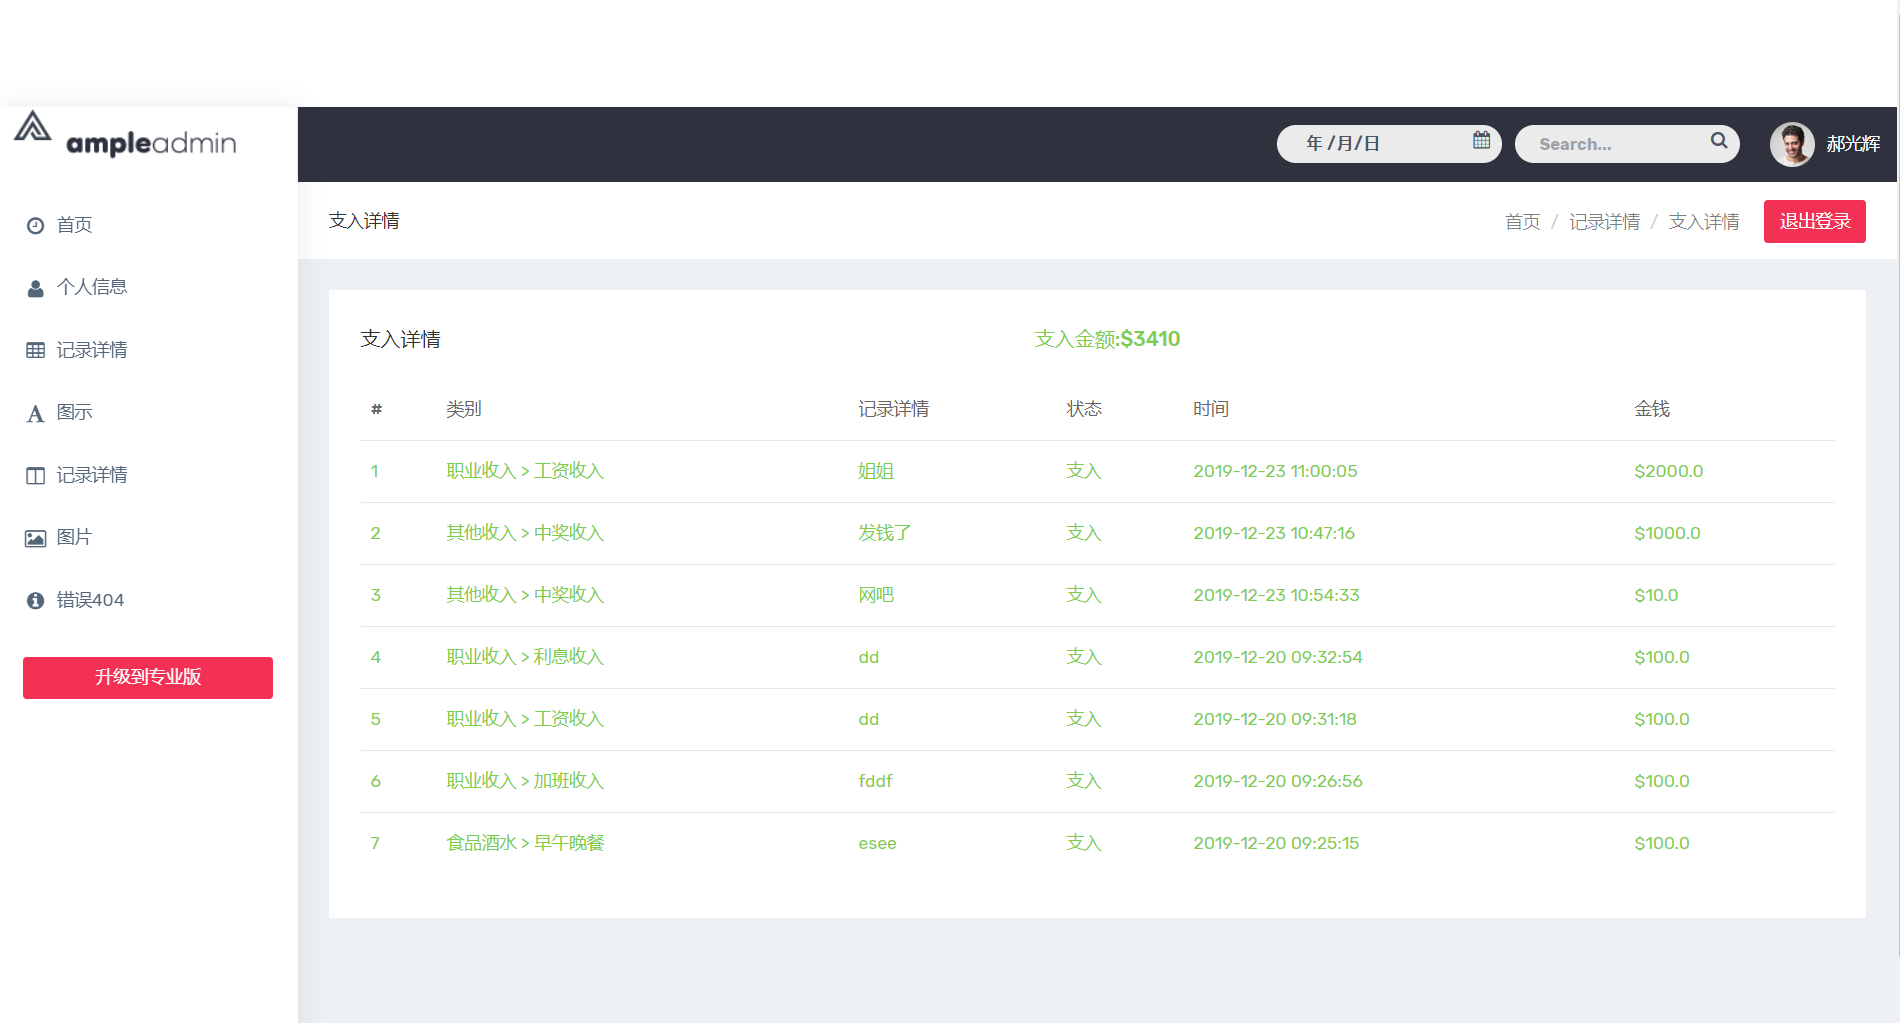 ampleadmin
年 /月/日
Search...
郝光辉
首页
个人信息
记录详情
图示
记录详情
图片
错误404
升级到专业版
支入详情
首页 / 记录详情 / 支入详情
退出登录
支入详情 支入金额:$3410
# 类别 记录详情 状态 时间 金钱
1 职业收入 > 工资收入 姐姐 支入 2019-12-23 11:00:05 $2000.0
2 其他收入 > 中奖收入 发钱了 支入 2019-12-23 10:47:16 $1000.0
3 其他收入 > 中奖收入 网吧 支入 2019-12-23 10:54:33 $10.0
4 职业收入 > 利息收入 dd 支入 2019-12-20 09:32:54 $100.0
5 职业收入 > 工资收入 dd 支入 2019-12-20 09:31:18 $100.0
6 职业收入 > 加班收入 fddf 支入 2019-12-20 09:26:56 $100.0
7 食品酒水 > 早午晚餐 esee 支入 2019-12-20 09:25:15 $100.0